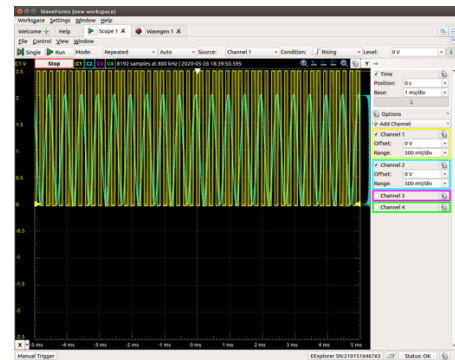 WaveForms (new workspace)
Workspace Settings Window Help
Welcome Help Scope 1 Wavegen 1
File Control View Window
Single Run Mode: Repeated Auto Source: Channel 1 Condition: Rising Level: 0 V
C1 V Stop C1 C2 C3 C4 8192 samples at 800 kHz | 2020-05-26 18:39:50.595 Y
2.5
2
1.5
1
0.5
0
-0.5
-1
-1.5
-2
-2.5
X -5 ms -4 ms -3 ms -2 ms -1 ms 0 ms 1 ms 2 ms 3 ms 4 ms 5 ms
Time
Position: 0 s
Base: 1 ms/div
Options
Add Channel
Channel 1
Offset: 0 V
Range: 500 mV/div
Channel 2
Offset: 0 V
Range: 500 mV/div
Channel 3
Channel 4
Manual Trigger EExplorer SN:210151646763 Status: OK